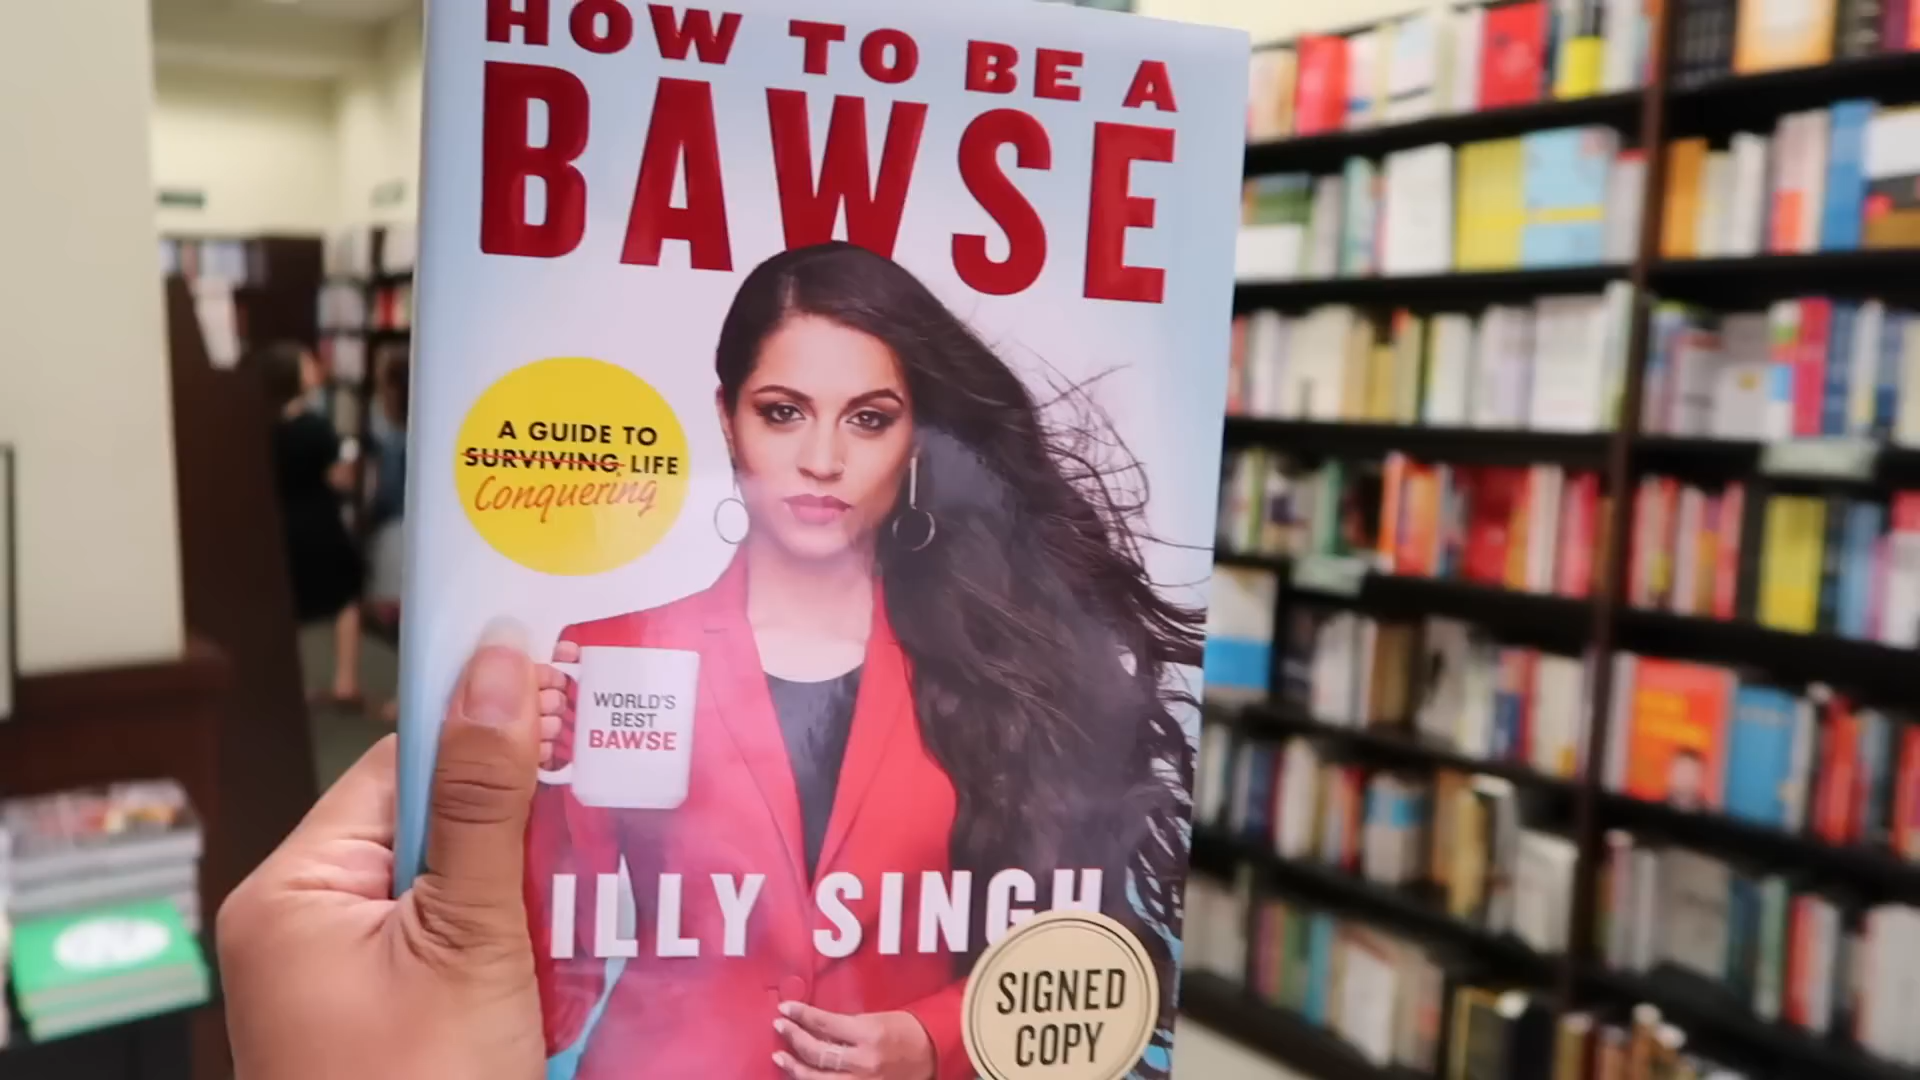 HOW TO BE A
BAWSE
A GUIDE TO
SURVIVING LIFE
Conquering
WORLD'S
BEST
BAWSE
ILLY SINGH
SIGNED
COPY